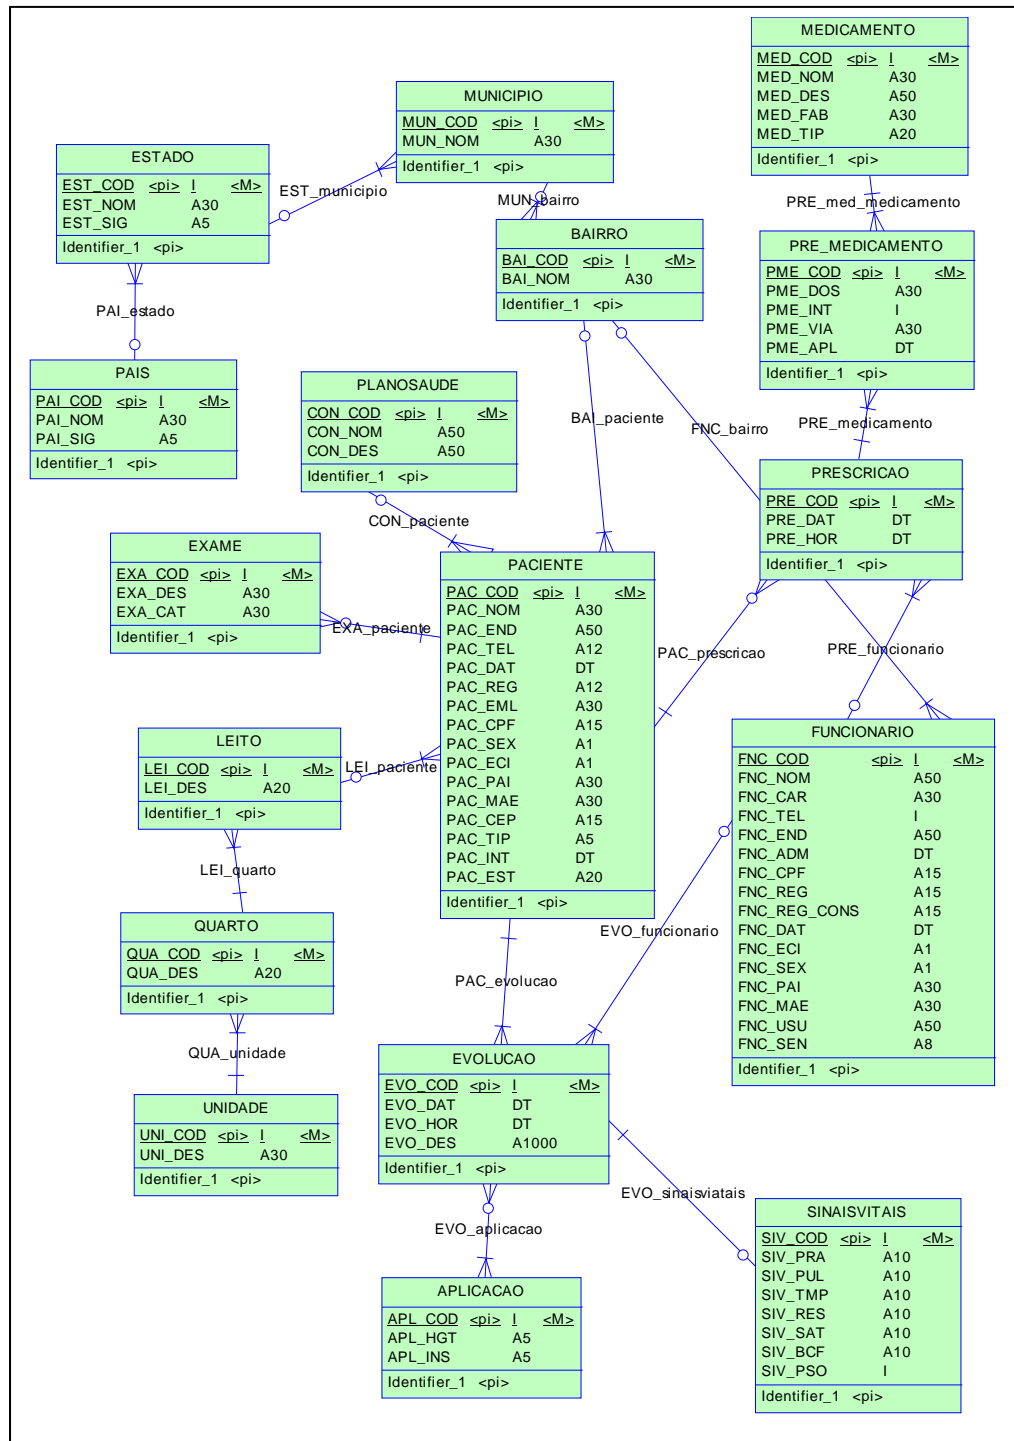 MEDICAMENTO
MED_COD <pi> I <M>
MED_NOM A30
MED_DES A50
MED_FAB A30
MED_TIP A20
Identifier_1 <pi>
MUNICIPIO
MUN_COD <pi> I <M>
MUN_NOM A30
Identifier_1 <pi>
ESTADO
EST_COD <pi> I <M>
EST_NOM A30
EST_SIG A5
Identifier_1 <pi>
EST_municipio
MUN_bairro
PRE_med_medicamento
BAIRRO
BAI_COD <pi> I <M>
BAI_NOM A30
Identifier_1 <pi>
PRE_MEDICAMENTO
PME_COD <pi> I <M>
PME_DOS A30
PME_INT I
PME_VIA A30
PME_APL DT
Identifier_1 <pi>
PAI_estado
PAIS
PAI_COD <pi> I <M>
PAI_NOM A30
PAI_SIG A5
Identifier_1 <pi>
PLANOSAUDE
CON_COD <pi> I <M>
CON_NOM A50
CON_DES A50
Identifier_1 <pi>
BAI_paciente
FNC_bairro
PRE_medicamento
PRESCRICAO
PRE_COD <pi> I <M>
PRE_DAT DT
PRE_HOR DT
Identifier_1 <pi>
CON_paciente
EXAME
EXA_COD <pi> I <M>
EXA_DES A30
EXA_CAT A30
Identifier_1 <pi>
EXA_paciente
PACIENTE
PAC_COD <pi> I <M>
PAC_NOM A30
PAC_END A50
PAC_TEL A12
PAC_DAT DT
PAC_REG A12
PAC_EML A30
PAC_CPF A15
PAC_SEX A1
PAC_ECI A1
PAC_PAI A30
PAC_MAE A30
PAC_CEP A15
PAC_TIP A5
PAC_INT DT
PAC_EST A20
Identifier_1 <pi>
PAC_prescricao
PRE_funcionario
LEITO
LEI_COD <pi> I <M>
LEI_DES A20
Identifier_1 <pi>
LEI_paciente
FUNCIONARIO
FNC_COD <pi> I <M>
FNC_NOM A50
FNC_CAR A30
FNC_TEL I
FNC_END A50
FNC_ADM DT
FNC_CPF A15
FNC_REG A15
FNC_REG_CONS A15
FNC_DAT DT
FNC_ECI A1
FNC_SEX A1
FNC_PAI A30
FNC_MAE A30
FNC_USU A50
FNC_SEN A8
Identifier_1 <pi>
LEI_quarto
QUARTO
QUA_COD <pi> I <M>
QUA_DES A20
Identifier_1 <pi>
EVO_funcionario
PAC_evolucao
QUA_unidade
EVOLUCAO
EVO_COD <pi> I <M>
EVO_DAT DT
EVO_HOR DT
EVO_DES A1000
Identifier_1 <pi>
UNIDADE
UNI_COD <pi> I <M>
UNI_DES A30
Identifier_1 <pi>
EVO_sinaisviatais
EVO_aplicacao
SINAISVITAIS
SIV_COD <pi> I <M>
SIV_PRA A10
SIV_PUL A10
SIV_TMP A10
SIV_RES A10
SIV_SAT A10
SIV_BCF A10
SIV_PSO I
Identifier_1 <pi>
APLICACAO
APL_COD <pi> I <M>
APL_HGT A5
APL_INS A5
Identifier_1 <pi>